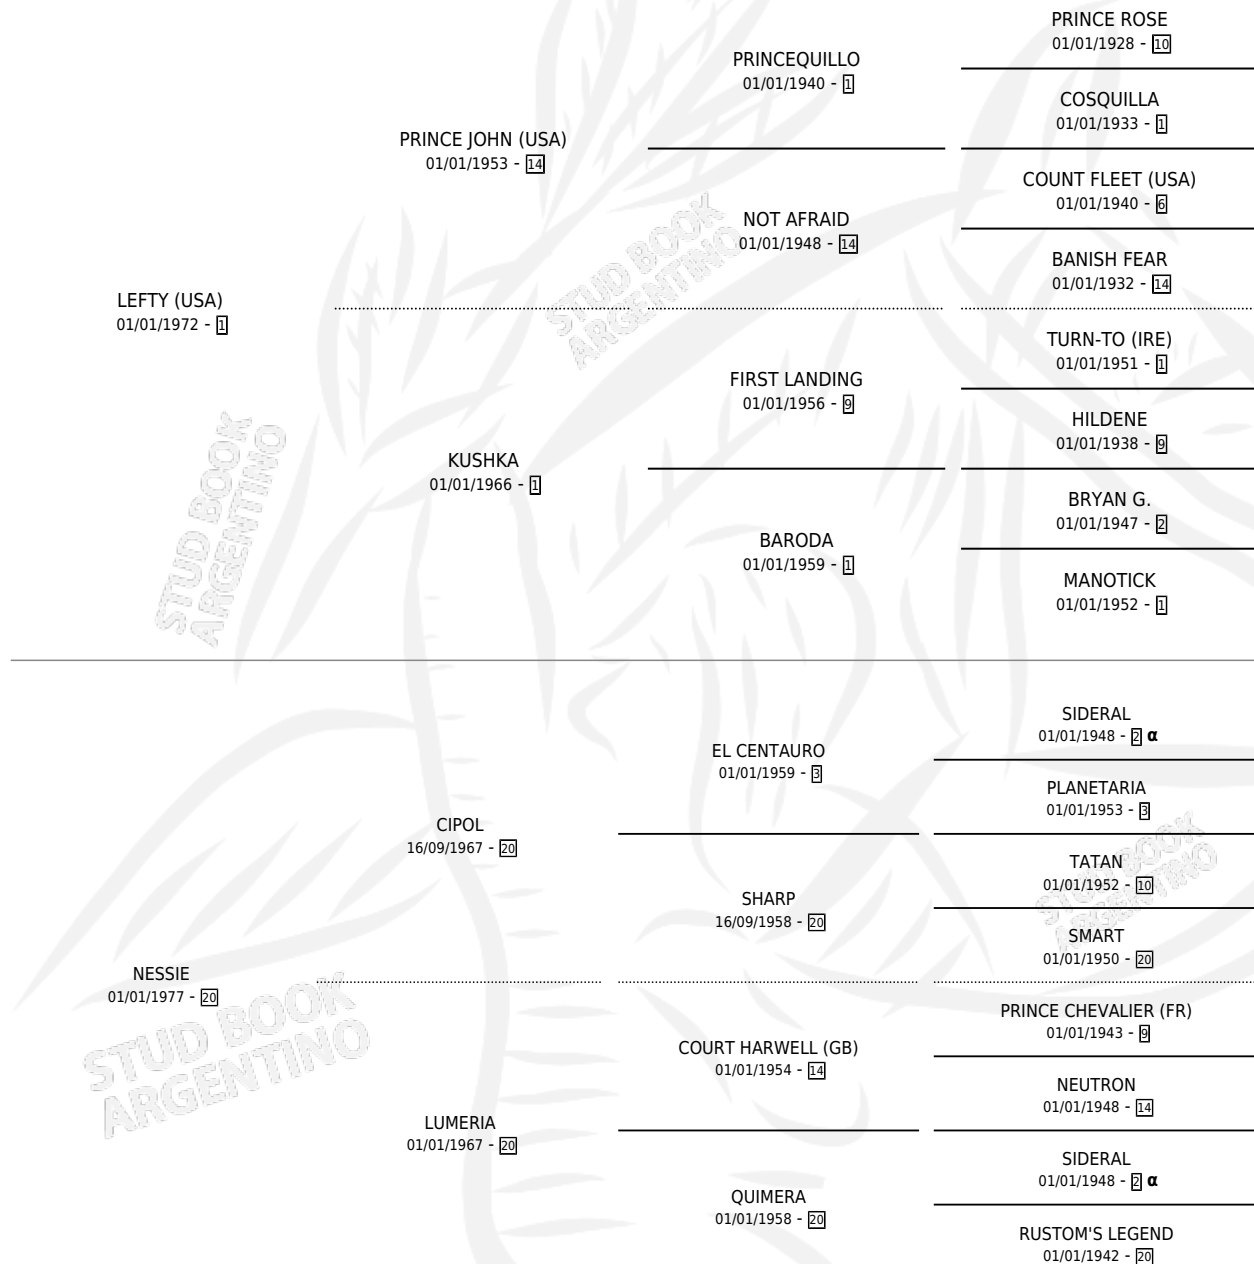 PRINCE ROSE
01/01/1928 - 10
PRINCEQUILLO
01/01/1940 - 1
COSQUILLA
01/01/1933 - 1
PRINCE JOHN (USA)
01/01/1953 - 14
COUNT FLEET (USA)
01/01/1940 - 6
NOT AFRAID
01/01/1948 - 14
BANISH FEAR
01/01/1932 - 14
LEFTY (USA)
01/01/1972 - 1
STUD BOOK
ARGENTINO
TURN-TO (IRE)
01/01/1951 - 1
FIRST LANDING
01/01/1956 - 9
HILDENE
01/01/1938 - 9
KUSHKA
01/01/1966 - 1
STUD BOOK
ARGENTINO
BRYAN G.
01/01/1947 - 2
BARODA
01/01/1959 - 1
MANOTICK
01/01/1952 - 1
SIDERAL
01/01/1948 - 2 α
EL CENTAURO
01/01/1959 - 3
PLANETARIA
01/01/1953 - 3
CIPOL
16/09/1967 - 20
TATAN
01/01/1952 - 10
STUD BOOK
ARGENTINO
SHARP
16/09/1958 - 20
SMART
01/01/1950 - 20
NESSIE
01/01/1977 - 20
STUD BOOK
ARGENTINO
PRINCE CHEVALIER (FR)
01/01/1943 - 9
COURT HARWELL (GB)
01/01/1954 - 14
NEUTRON
01/01/1948 - 14
LUMERIA
01/01/1967 - 20
SIDERAL
01/01/1948 - 2 α
QUIMERA
01/01/1958 - 20
RUSTOM'S LEGEND
01/01/1942 - 20